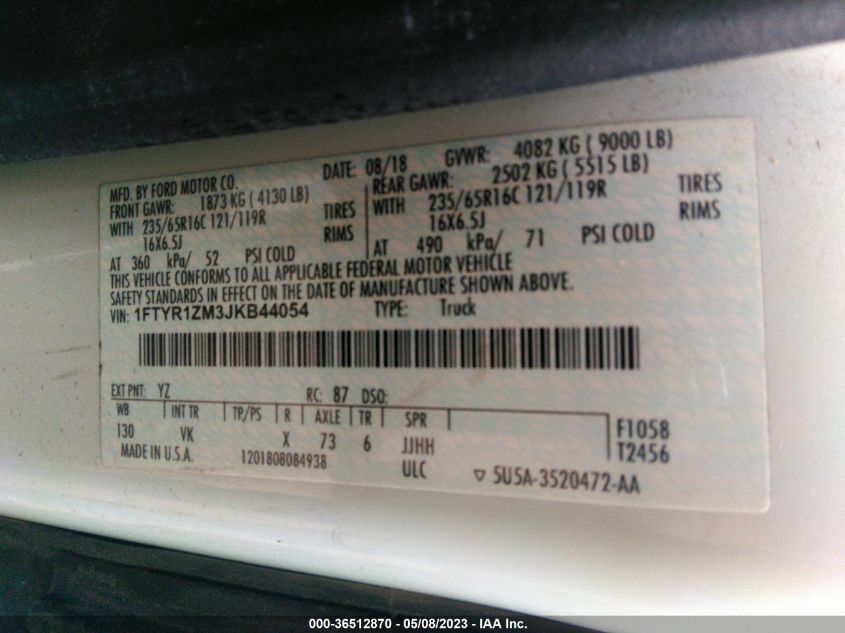 MFD. BY FORD MOTOR CO. DATE: 08/18 GVWR: 4082 KG ( 9000 LB)
FRONT GAWR: 1873 KG ( 4130 LB) REAR GAWR: 2502 KG ( 5515 LB)
WITH 235/65R16C 121/119R TIRES WITH 235/65R16C 121/119R TIRES
16X6.5J RIMS 16X6.5J RIMS
AT 360 kPa/ 52 PSI COLD AT 490 kPa/ 71 PSI COLD
THIS VEHICLE CONFORMS TO ALL APPLICABLE FEDERAL MOTOR VEHICLE
SAFETY STANDARDS IN EFFECT ON THE DATE OF MANUFACTURE SHOWN ABOVE.
VIN: 1FTYR1ZM3JKB44054 TYPE: Truck
EXT PNT: YZ RC: 87 DSO:
WB INT TR TP/PS R AXLE TR SPR F1058
130 VK X 73 6 JJHH T2456
MADE IN U.S.A. 1201808084938 ULC 5U5A-3520472-AA
000-36512870 - 05/08/2023 - IAA Inc.